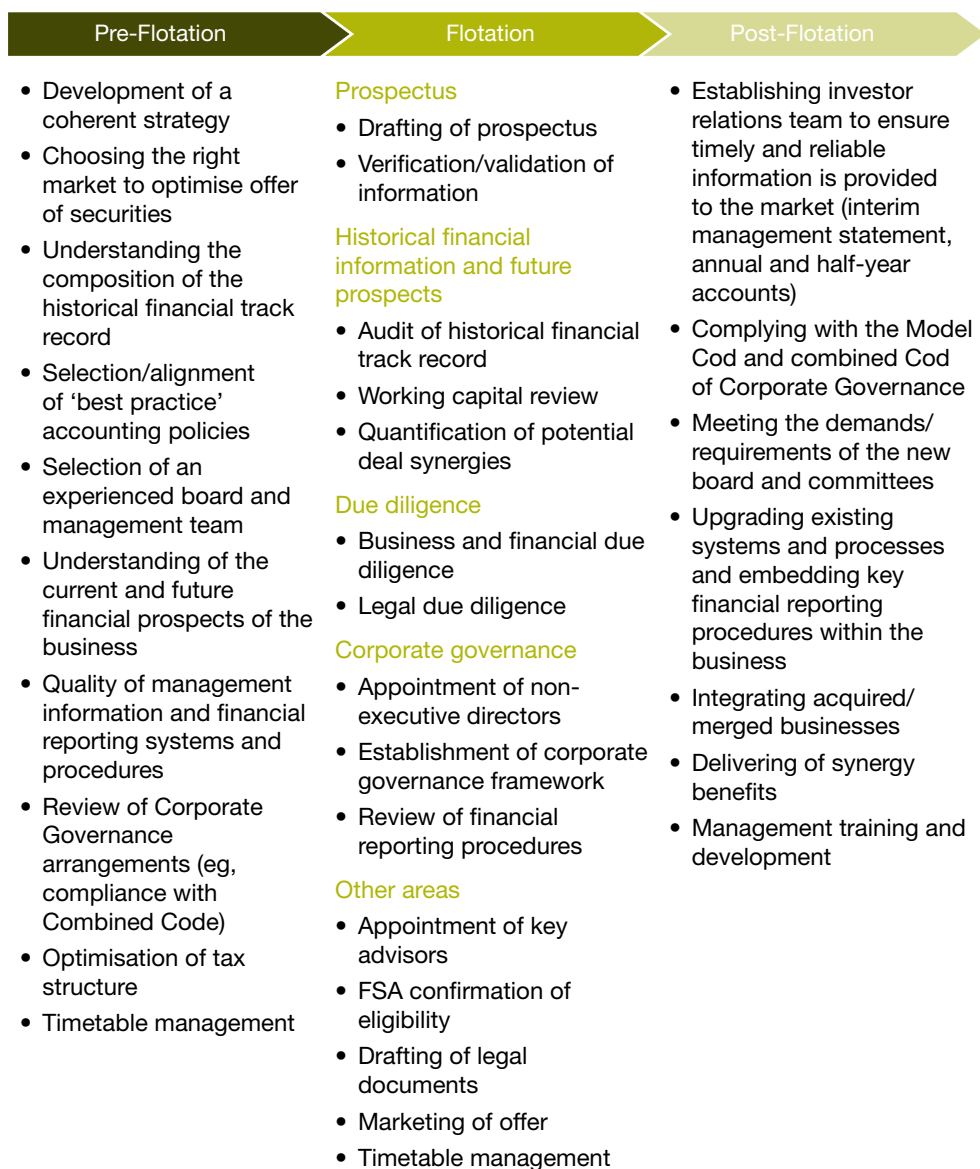 Pre-Flotation
Flotation
Post-Flotation
• Development of a
coherent strategy
• Choosing the right
market to optimise offer
of securities
• Understanding the
composition of the
historical financial track
record
• Selection/alignment
of ‘best practice’
accounting policies
• Selection of an
experienced board and
management team
• Understanding of the
current and future
financial prospects of the
business
• Quality of management
information and financial
reporting systems and
procedures
• Review of Corporate
Governance
arrangements (eg,
compliance with
Combined Code)
• Optimisation of tax
structure
• Timetable management
Prospectus
• Drafting of prospectus
• Verification/validation of
information
Historical financial
information and future
prospects
• Audit of historical financial
track record
• Working capital review
• Quantification of potential
deal synergies
Due diligence
• Business and financial due
diligence
• Legal due diligence
Corporate governance
• Appointment of non-
executive directors
• Establishment of corporate
governance framework
• Review of financial
reporting procedures
Other areas
• Appointment of key
advisors
• FSA confirmation of
eligibility
• Drafting of legal
documents
• Marketing of offer
• Timetable management
• Establishing investor
relations team to ensure
timely and reliable
information is provided
to the market (interim
management statement,
annual and half-year
accounts)
• Complying with the Model
Cod and combined Cod
of Corporate Governance
• Meeting the demands/
requirements of the new
board and committees
• Upgrading existing
systems and processes
and embedding key
financial reporting
procedures within the
business
• Integrating acquired/
merged businesses
• Delivering of synergy
benefits
• Management training and
development